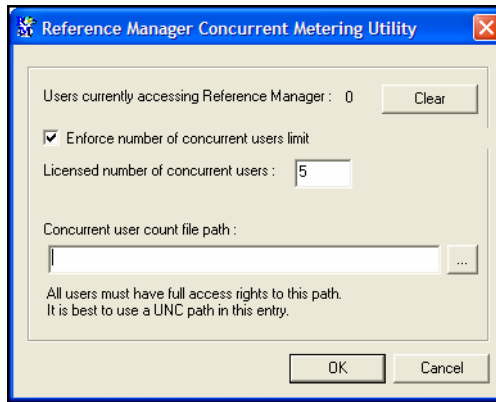 Reference Manager Concurrent Metering Utility
Users currently accessing Reference Manager : 0 Clear
Enforce number of concurrent users limit
Licensed number of concurrent users : 5
Concurrent user count file path :
...
All users must have full access rights to this path.
It is best to use a UNC path in this entry.
OK Cancel